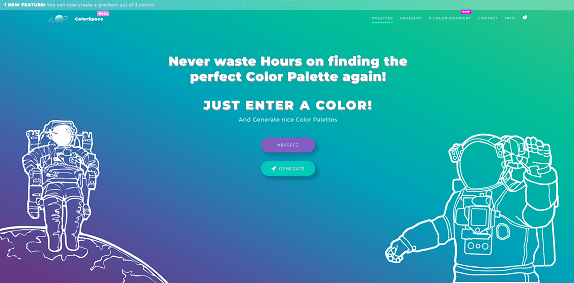 ! NEW FEATURE: You can now create a gradient out of 3 colors!
ColorSpace
Beta
PALETTES
GRADIENT
3-COLOR-GRADIENT
NEW!
CONTACT
INFO
Never waste Hours on finding the
perfect Color Palette again!
JUST ENTER A COLOR!
And Generate nice Color Palettes
#845EC2
GENERATE